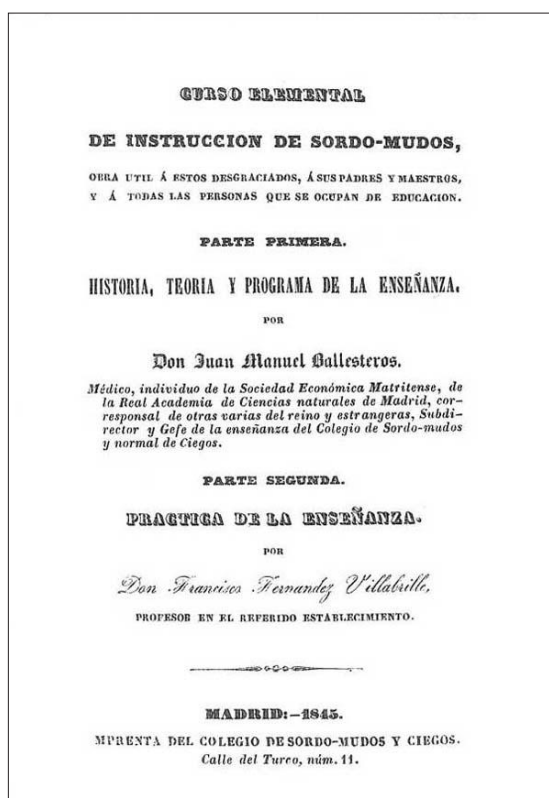 CURSO ELEMENTAL
DE INSTRUCCION DE SORDO-MUDOS,
OBRA UTIL Á ESTOS DESGRACIADOS, Á SUS PADRES Y MAESTROS,
Y Á TODAS LAS PERSONAS QUE SE OCUPAN DE EDUCACION.
PARTE PRIMERA.
HISTORIA, TEORIA Y PROGRAMA DE LA ENSEÑANZA.
POR
Don Juan Manuel Ballesteros.
Médico, individuo de la Sociedad Económica Matritense, de
la Real Academia de Ciencias naturales de Madrid, cor-
responsal de otras varias del reino y estrangeras, Subdi-
rector y Gefe de la enseñanza del Colegio de Sordo-mudos
y normal de Ciegos.
PARTE SEGUNDA.
PRACTICA DE LA ENSEÑANZA.
POR
Don Francisco Fernandez Villabrille,
PROFESOR EN EL REFERIDO ESTABLECIMIENTO.
MADRID:—1845.
MPRENTA DEL COLEGIO DE SORDO-MUDOS Y CIEGOS.
Calle del Turco, núm. 11.